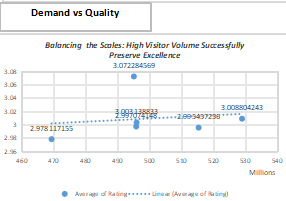 Demand vs Quality
Balancing the Scales: High Visitor Volume Successfully
Preserve Excellence
3.08
3.06
3.04
3.02
3
2.98
2.96
3.072284569
3.003138833
2.997074148
2.978117155
2.993437238
3.008804243
460 470 480 490 500 510 520 530 540
Millions
Average of Rating Linear (Average of Rating)